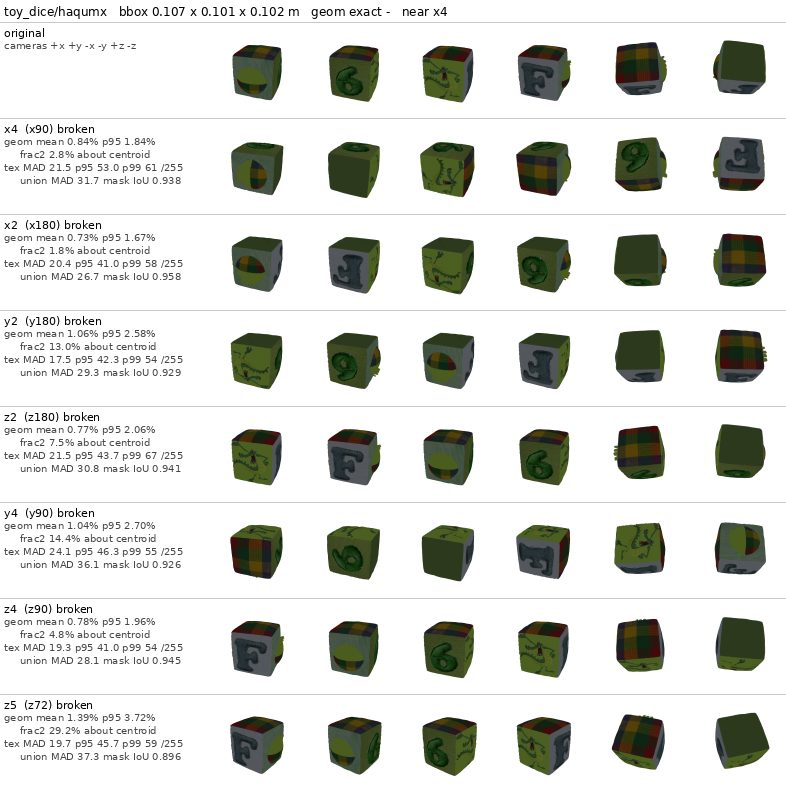 toy_dice/haqumx bbox 0.107 x 0.101 x 0.102 m geom exact - near x4
original
cameras +x +y -x -y +z -z
6
F
x4 (x90) broken
geom mean 0.84% p95 1.84%
frac2 2.8% about centroid
tex MAD 21.5 p95 53.0 p99 61 /255
union MAD 31.7 mask IoU 0.938
x2 (x180) broken
geom mean 0.73% p95 1.67%
frac2 1.8% about centroid
tex MAD 20.4 p95 41.0 p99 58 /255
union MAD 26.7 mask IoU 0.958
y2 (y180) broken
geom mean 1.06% p95 2.58%
frac2 13.0% about centroid
tex MAD 17.5 p95 42.3 p99 54 /255
union MAD 29.3 mask IoU 0.929
z2 (z180) broken
geom mean 0.77% p95 2.06%
frac2 7.5% about centroid
tex MAD 21.5 p95 43.7 p99 67 /255
union MAD 30.8 mask IoU 0.941
F 6
y4 (y90) broken
geom mean 1.04% p95 2.70%
frac2 14.4% about centroid
tex MAD 24.1 p95 46.3 p99 55 /255
union MAD 36.1 mask IoU 0.926
z4 (z90) broken
geom mean 0.78% p95 1.96%
frac2 4.8% about centroid
tex MAD 19.3 p95 41.0 p99 54 /255
union MAD 28.1 mask IoU 0.945
F 6
z5 (z72) broken
geom mean 1.39% p95 3.72%
frac2 29.2% about centroid
tex MAD 19.7 p95 45.7 p99 59 /255
union MAD 37.3 mask IoU 0.896
F 6 6 F